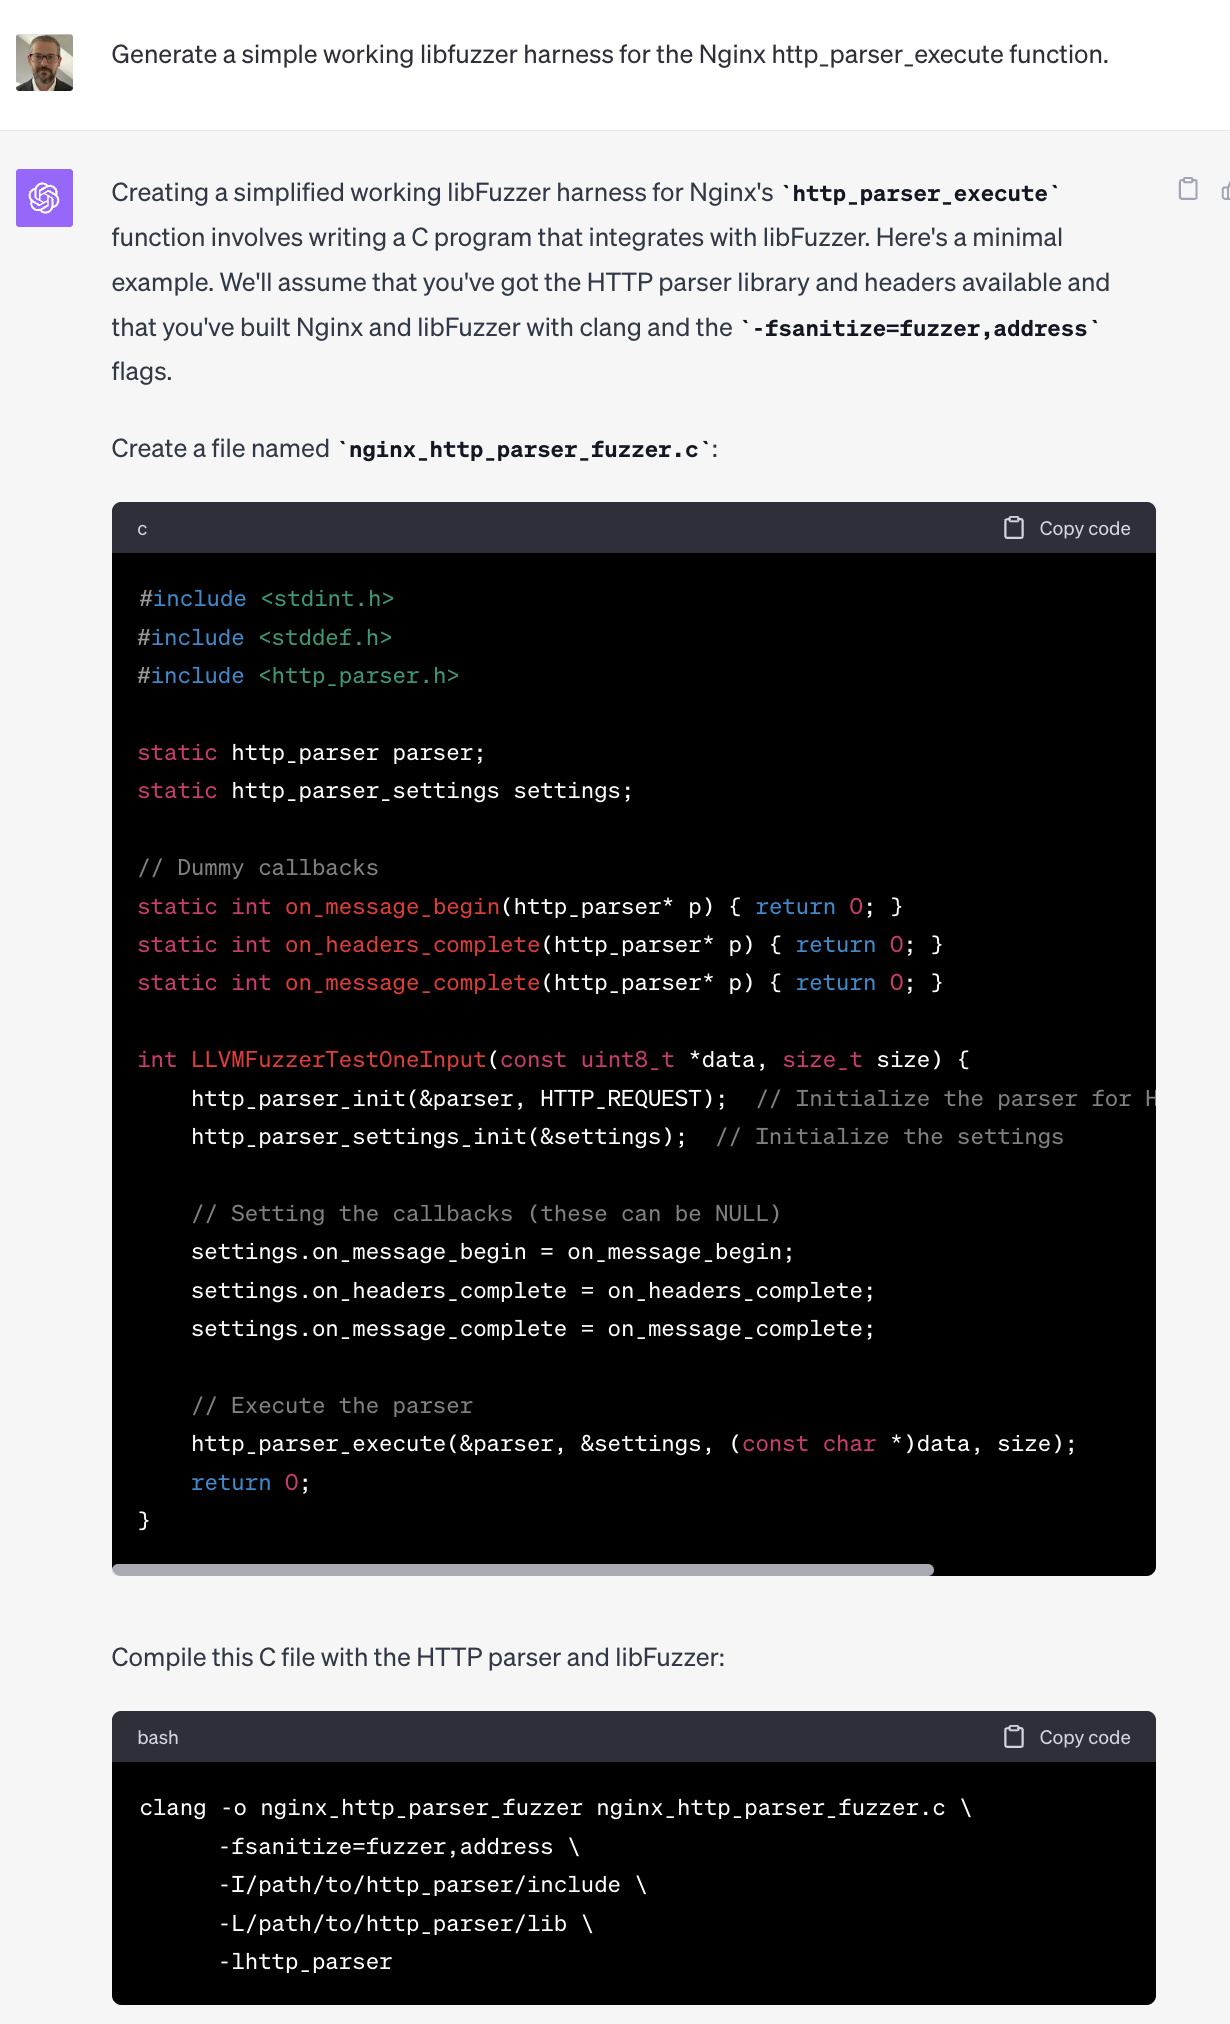 Generate a simple working libfuzzer harness for the Nginx http_parser_execute function.
Creating a simplified working libFuzzer harness for Nginx's `http_parser_execute`
function involves writing a C program that integrates with libFuzzer. Here's a minimal
example. We'll assume that you've got the HTTP parser library and headers available and
that you've built Nginx and libFuzzer with clang and the `-fsanitize=fuzzer,address`
flags.
Create a file named `nginx_http_parser_fuzzer.c`:
c Copy code
#include <stdint.h>
#include <stddef.h>
#include <http_parser.h>
static http_parser parser;
static http_parser_settings settings;
// Dummy callbacks
static int on_message_begin(http_parser* p) { return 0; }
static int on_headers_complete(http_parser* p) { return 0; }
static int on_message_complete(http_parser* p) { return 0; }
int LLVMFuzzerTestOneInput(const uint8_t *data, size_t size) {
    http_parser_init(&parser, HTTP_REQUEST);  // Initialize the parser for H
    http_parser_settings_init(&settings);  // Initialize the settings
    // Setting the callbacks (these can be NULL)
    settings.on_message_begin = on_message_begin;
    settings.on_headers_complete = on_headers_complete;
    settings.on_message_complete = on_message_complete;
    // Execute the parser
    http_parser_execute(&parser, &settings, (const char *)data, size);
    return 0;
}
Compile this C file with the HTTP parser and libFuzzer:
bash Copy code
clang -o nginx_http_parser_fuzzer nginx_http_parser_fuzzer.c \
      -fsanitize=fuzzer,address \
      -I/path/to/http_parser/include \
      -L/path/to/http_parser/lib \
      -lhttp_parser